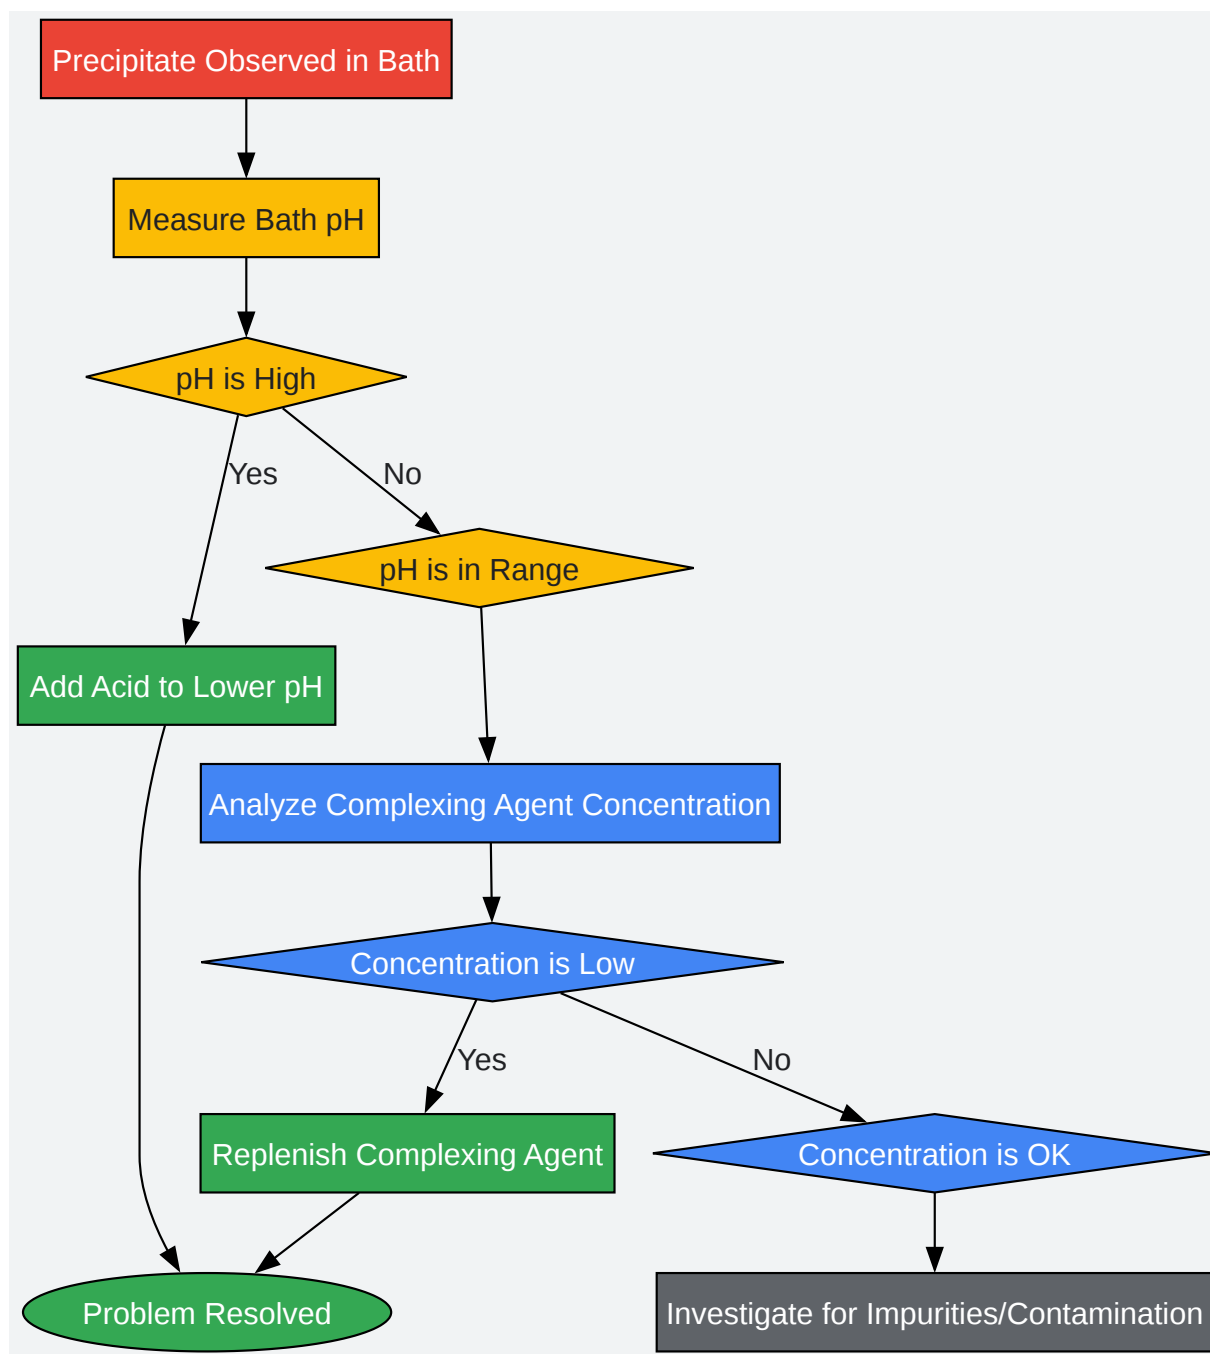 Precipitate Observed in Bath
Measure Bath pH
pH is High
Yes
No
pH is in Range
Add Acid to Lower pH
Analyze Complexing Agent Concentration
Concentration is Low
Yes
No
Replenish Complexing Agent
Concentration is OK
Problem Resolved
Investigate for Impurities/Contamination